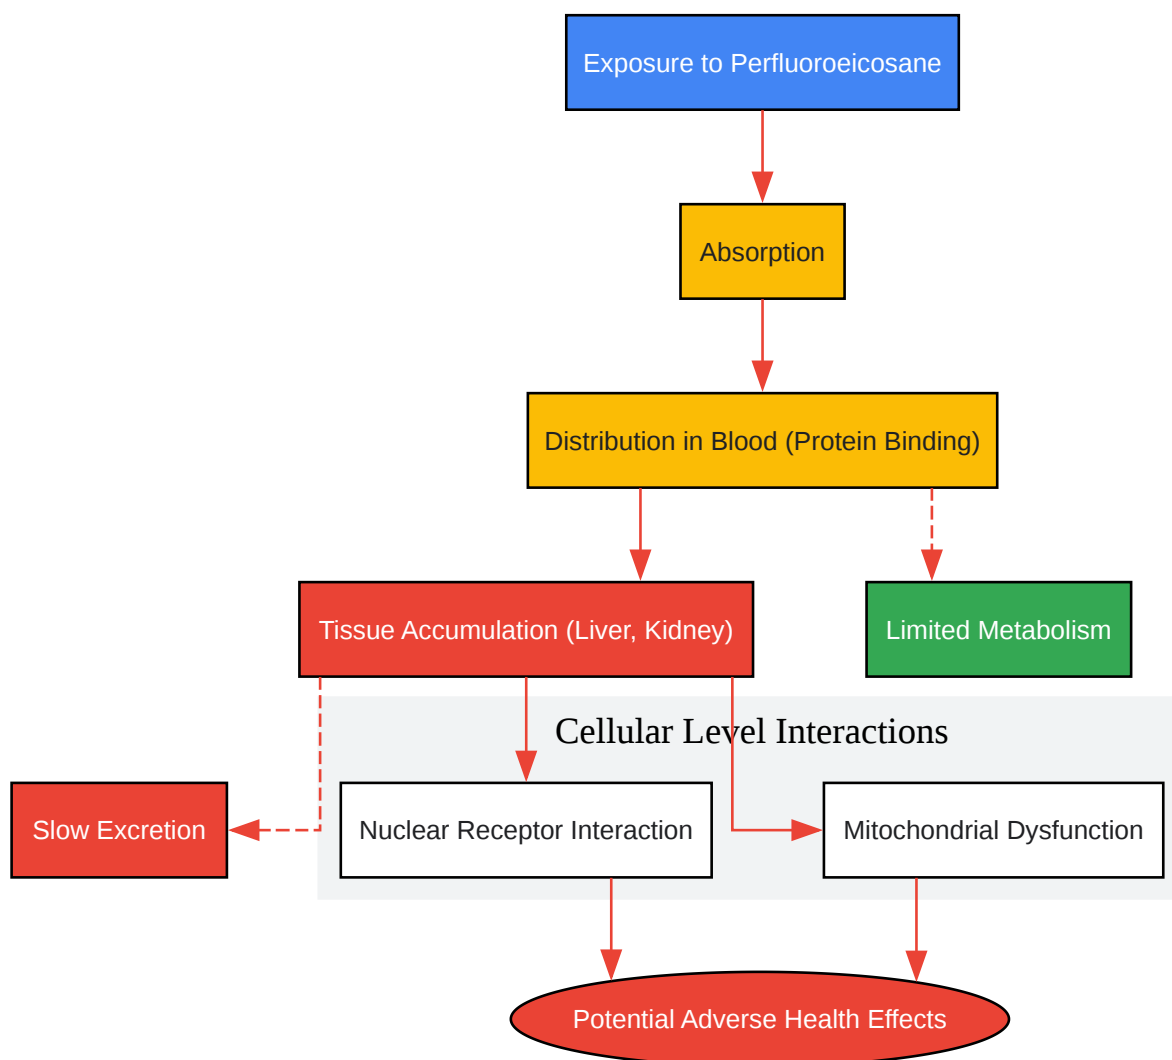 Exposure to Perfluoroeicosane
Absorption
Distribution in Blood (Protein Binding)
Tissue Accumulation (Liver, Kidney)
Limited Metabolism
Cellular Level Interactions
Slow Excretion
Nuclear Receptor Interaction
Mitochondrial Dysfunction
Potential Adverse Health Effects